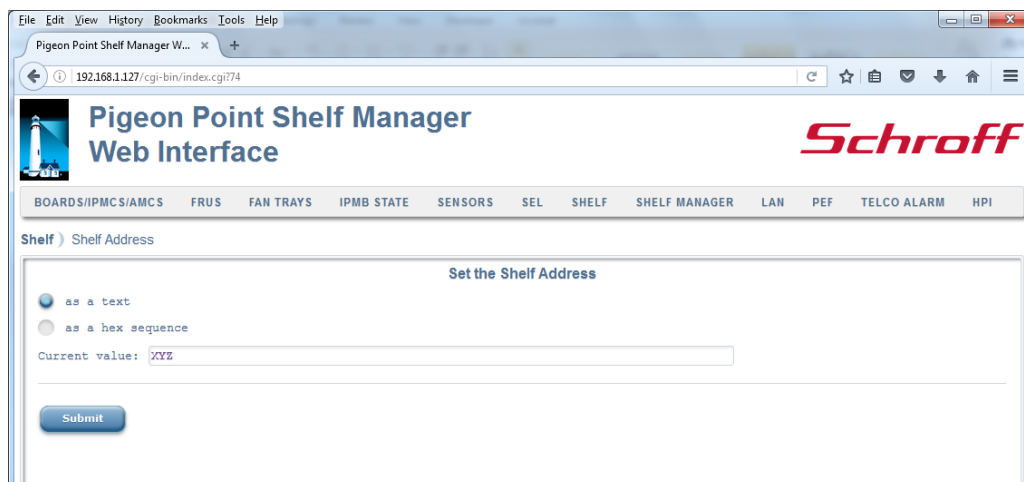 File Edit View History Bookmarks Tools Help
Pigeon Point Shelf Manager W... × +
192.168.1.127/cgi-bin/index.cgi?74
Pigeon Point Shelf Manager
Web Interface
Schroff
BOARDS/IPMCS/AMCS FRUS FAN TRAYS IPMB STATE SENSORS SEL SHELF SHELF MANAGER LAN PEF TELCO ALARM HPI
Shelf Shelf Address
Set the Shelf Address
as a text
as a hex sequence
Current value: XYZ
Submit